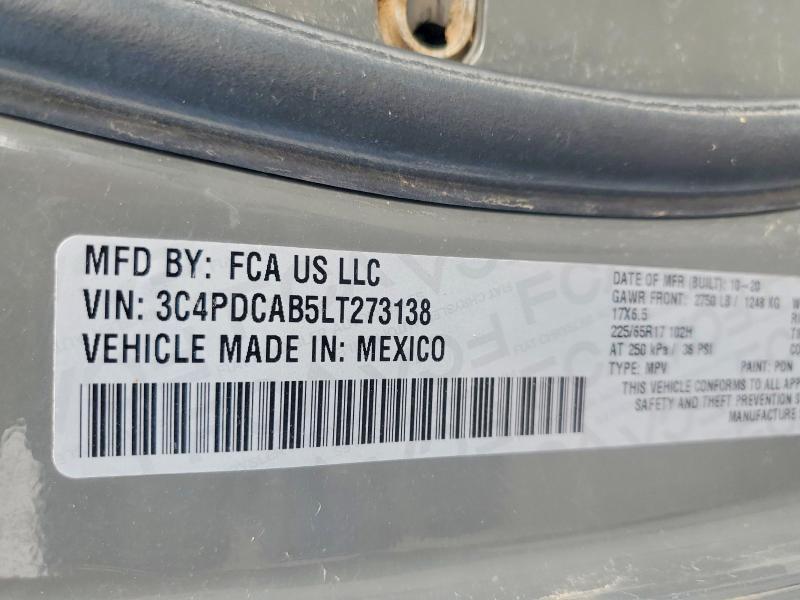 MFD BY: FCA US LLC
VIN: 3C4PDCAB5LT273138
VEHICLE MADE IN: MEXICO
DATE OF MFR (BUILT): 10-20
GAWR FRONT: 2750 LB / 1248 KG
17X6.5
225/65R17 102H
AT 250 kPa / 36 PSI
TYPE: MPV PAINT: PDN
THIS VEHICLE CONFORMS TO ALL APP
SAFETY AND THEFT PREVENTION S
MANUFACTURE